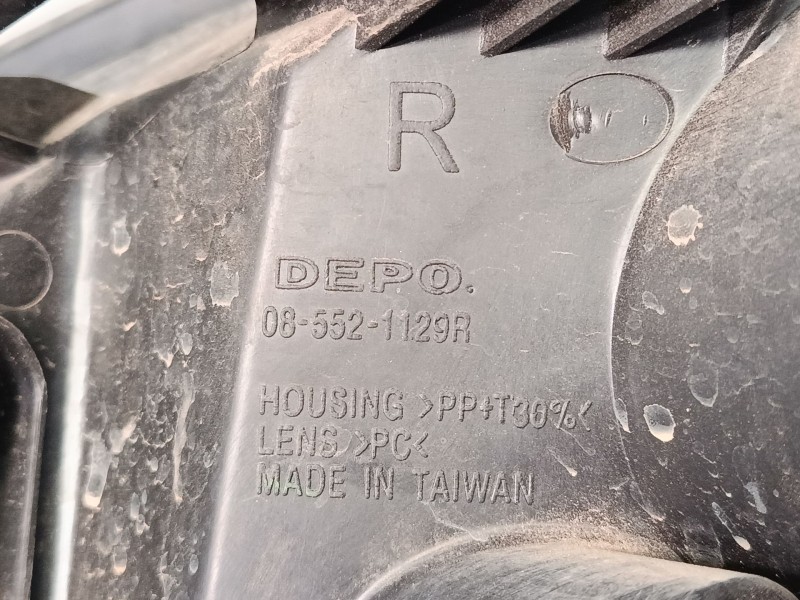 R
DEPO.
08-552-1129R
HOUSING >PP+T30%<
LENS >PC<
MADE IN TAIWAN